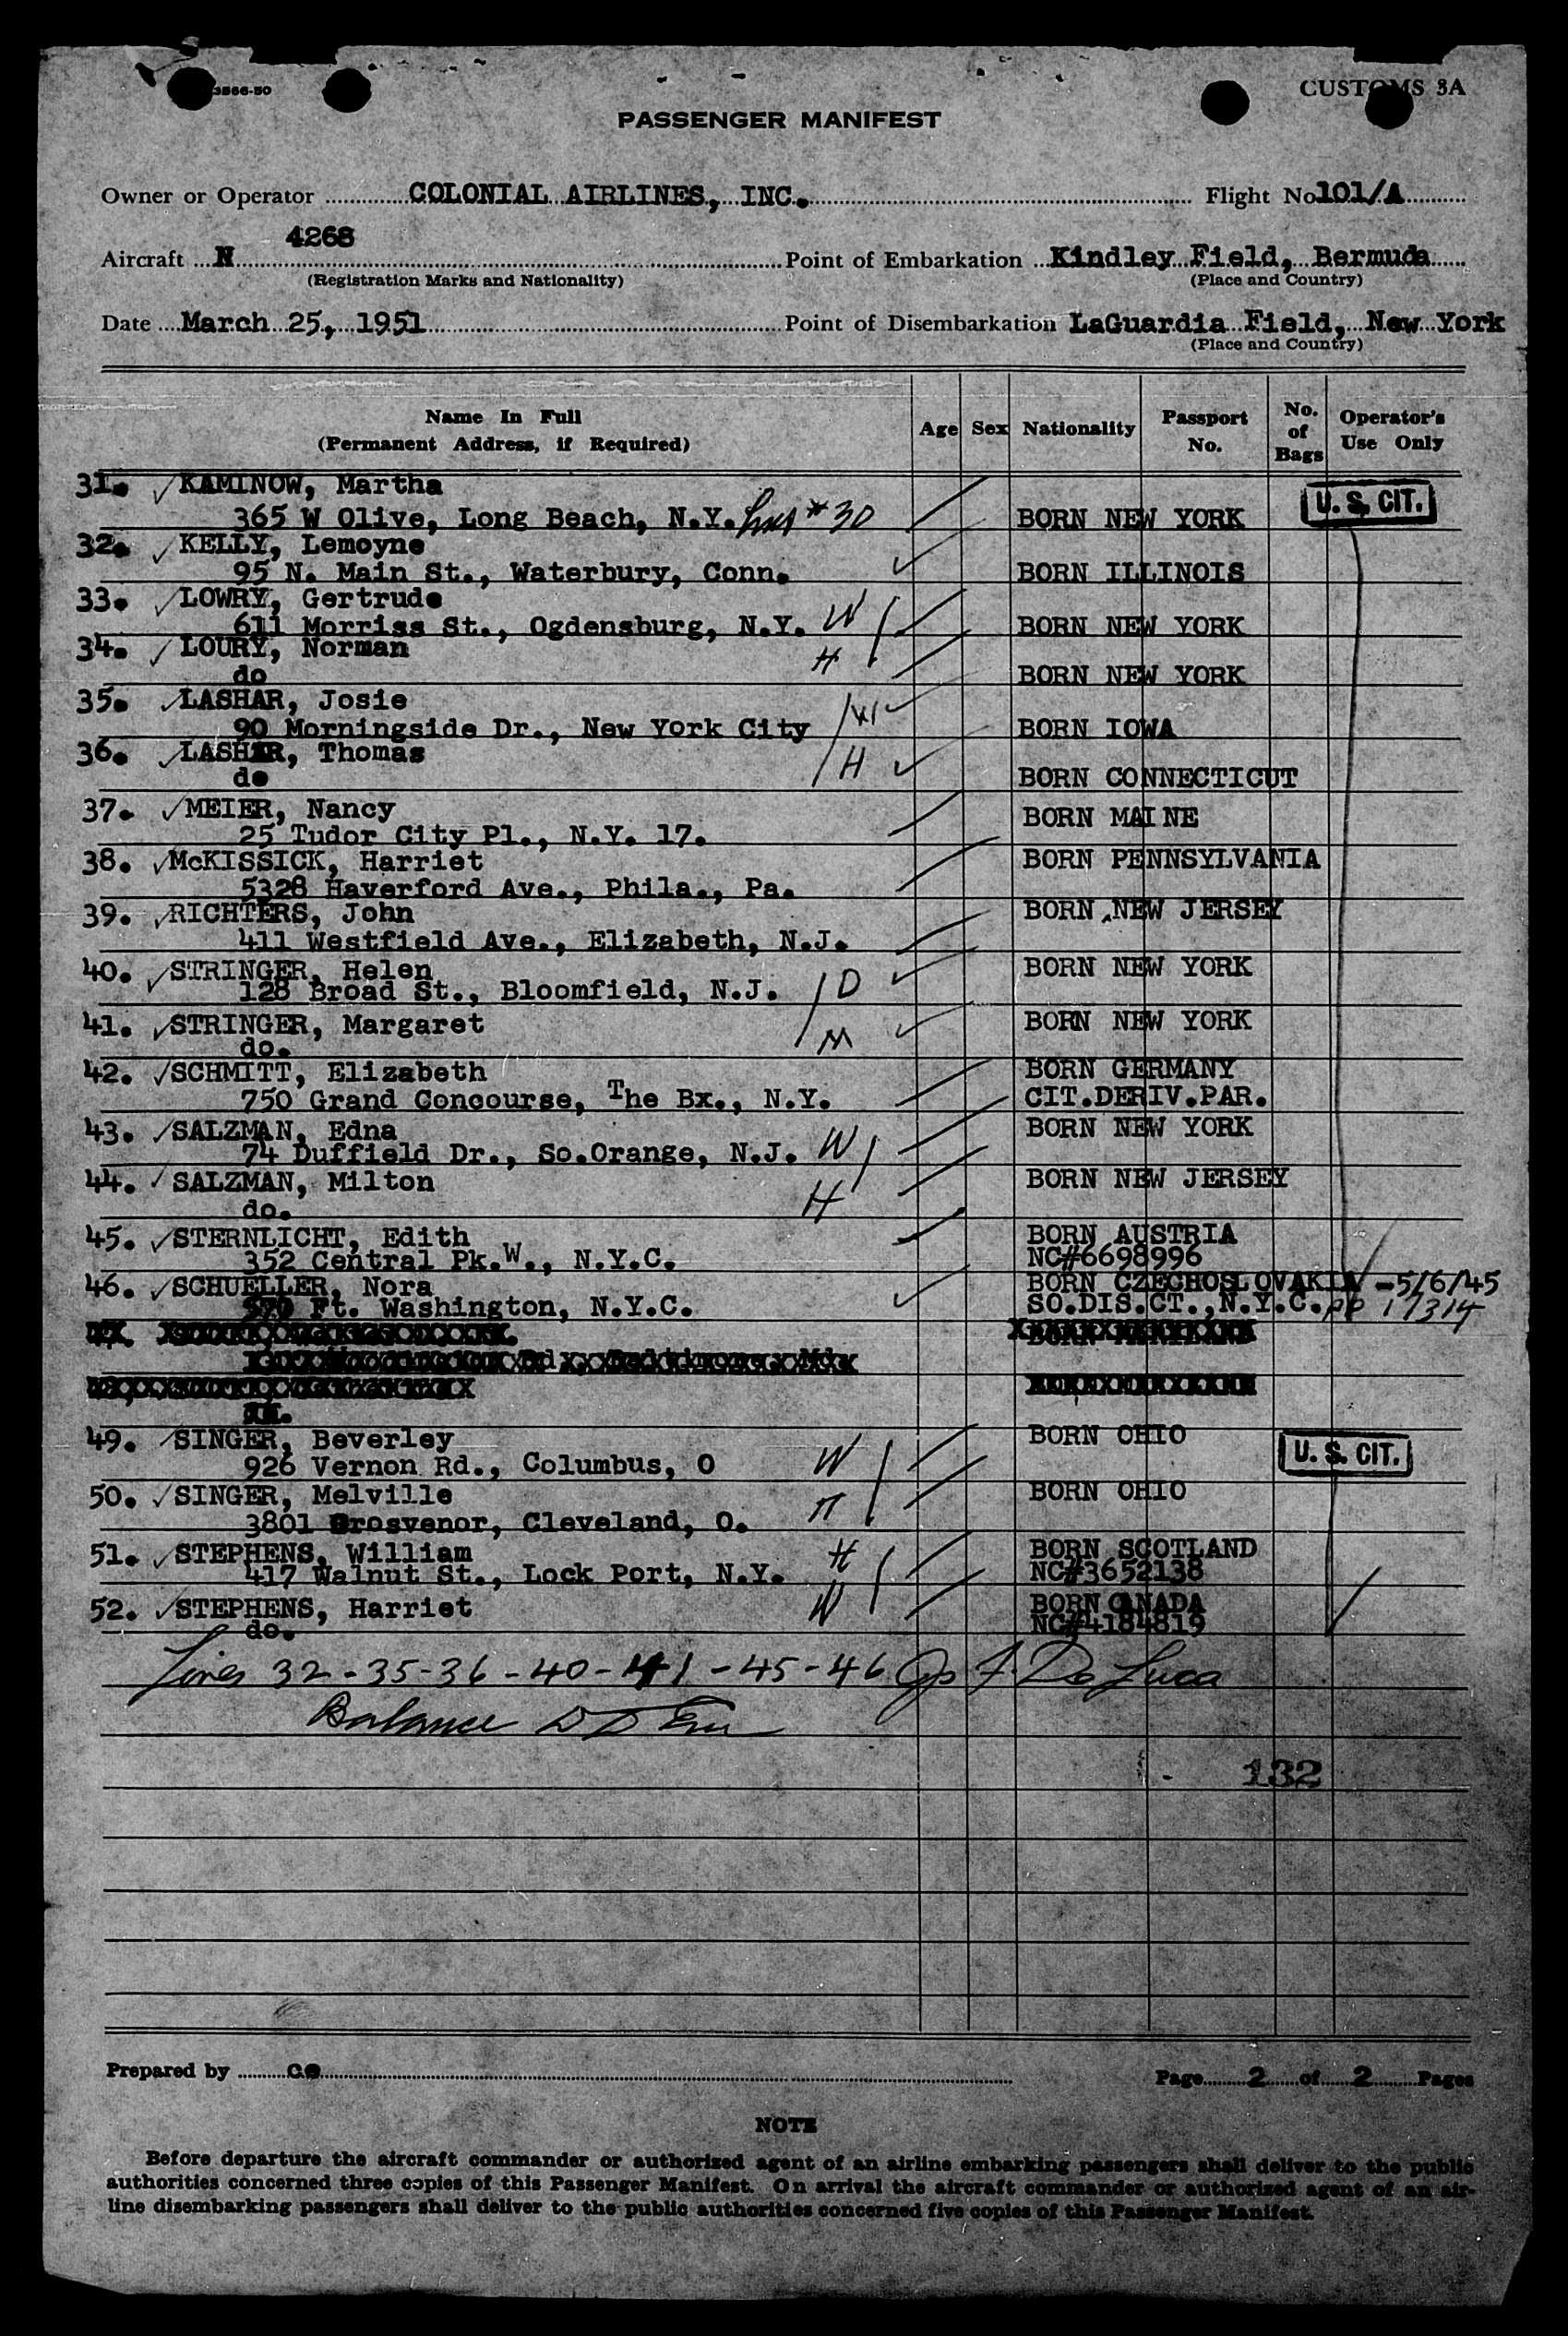 3566-50
CUSTOMS 3A
PASSENGER MANIFEST
Owner or Operator COLONIAL AIRLINES, INC. Flight No 101/A
4268
Aircraft N Point of Embarkation Kindley Field, Bermuda
(Registration Marks and Nationality) (Place and Country)
Date March 25, 1951 Point of Disembarkation LaGuardia Field, New York
(Place and Country)
Name In Full (Permanent Address, if Required) Age Sex Nationality Passport No. No. of Bags Operator's Use Only
31. KAMINOW, Martha U. S. CIT.
365 W Olive, Long Beach, N.Y. #30 BORN NEW YORK
32. KELLY, Lemoyne
95 N. Main St., Waterbury, Conn. BORN ILLINOIS
33. LOWRY, Gertrude
611 Morriss St., Ogdensburg, N.Y. W BORN NEW YORK
34. LOURY, Norman H
do BORN NEW YORK
35. LASHAR, Josie
90 Morningside Dr., New York City W BORN IOWA
36. LASHAR, Thomas H
do BORN CONNECTICUT
37. MEIER, Nancy BORN MAINE
25 Tudor City Pl., N.Y. 17.
38. McKISSICK, Harriet BORN PENNSYLVANIA
5328 Haverford Ave., Phila., Pa.
39. RICHTERS, John BORN NEW JERSEY
411 Westfield Ave., Elizabeth, N.J.
40. STRINGER, Helen BORN NEW YORK
128 Broad St., Bloomfield, N.J. D
41. STRINGER, Margaret BORN NEW YORK
do. M
42. SCHMITT, Elizabeth BORN GERMANY
750 Grand Concourse, The Bx., N.Y. CIT.DERIV.PAR.
43. SALZMAN, Edna BORN NEW YORK
74 Duffield Dr., So.Orange, N.J. W
44. SALZMAN, Milton BORN NEW JERSEY
do. H
45. STERNLICHT, Edith BORN AUSTRIA
352 Central Pk.W., N.Y.C. NC#6698996
46. SCHUELLER, Nora BORN CZECHOSLOVAKIA -5/6/45
Ft. Washington, N.Y.C. SO.DIS.CT.,N.Y.C. pp 17314
49. SINGER, Beverley BORN OHIO
926 Vernon Rd., Columbus, O W U. S. CIT.
50. SINGER, Melville BORN OHIO
3801 Grosvenor, Cleveland, O. H
51. STEPHENS, William H BORN SCOTLAND
417 Walnut St., Lock Port, N.Y. NC#3652138
52. STEPHENS, Harriet W BORN CANADA
do. NC#4184819
Lines 32-35-36-40-41-45-46 F. De Luca
Balance
132
Prepared by ce Page 2 of 2 Pages
NOTE
Before departure the aircraft commander or authorized agent of an airline embarking passengers shall deliver to the public
authorities concerned three copies of this Passenger Manifest. On arrival the aircraft commander or authorized agent of an air-
line disembarking passengers shall deliver to the public authorities concerned five copies of this Passenger Manifest.